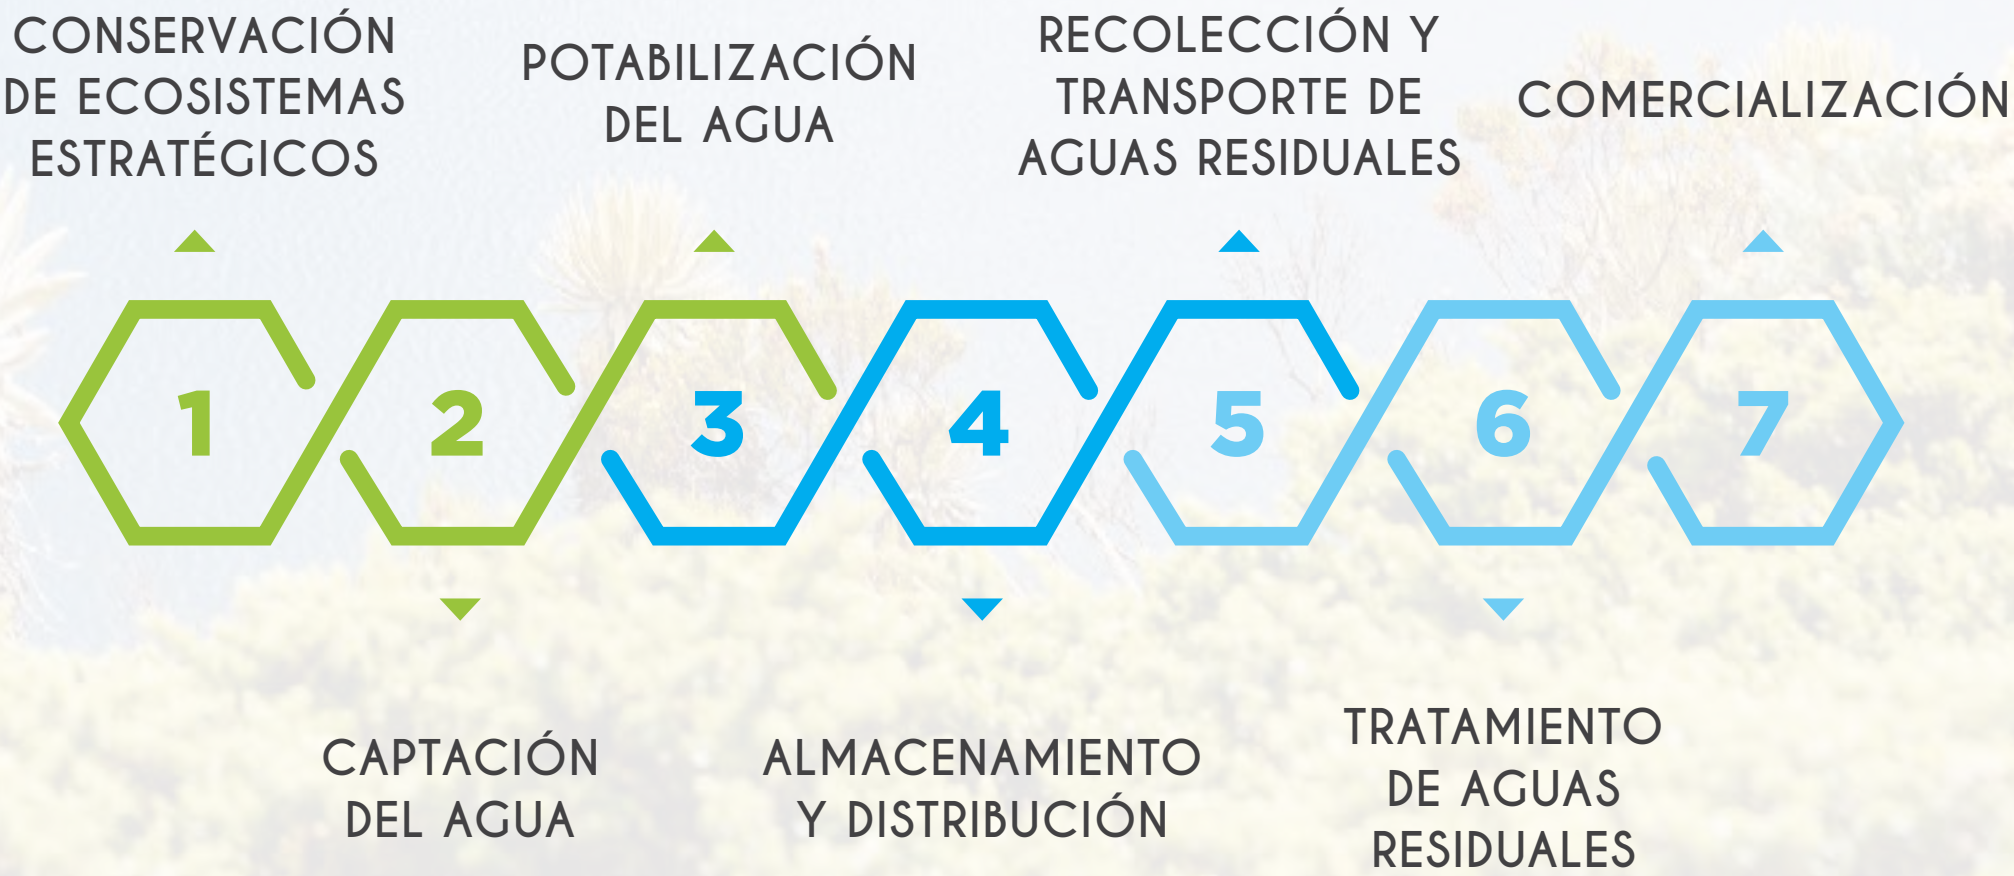 CONSERVACIÓN
DE ECOSISTEMAS
ESTRATÉGICOS
POTABILIZACIÓN
DEL AGUA
RECOLECCIÓN Y
TRANSPORTE DE
AGUAS RESIDUALES
COMERCIALIZACIÓN
1 2 3 4 5 6 7
CAPTACIÓN
DEL AGUA
ALMACENAMIENTO
Y DISTRIBUCIÓN
TRATAMIENTO
DE AGUAS
RESIDUALES